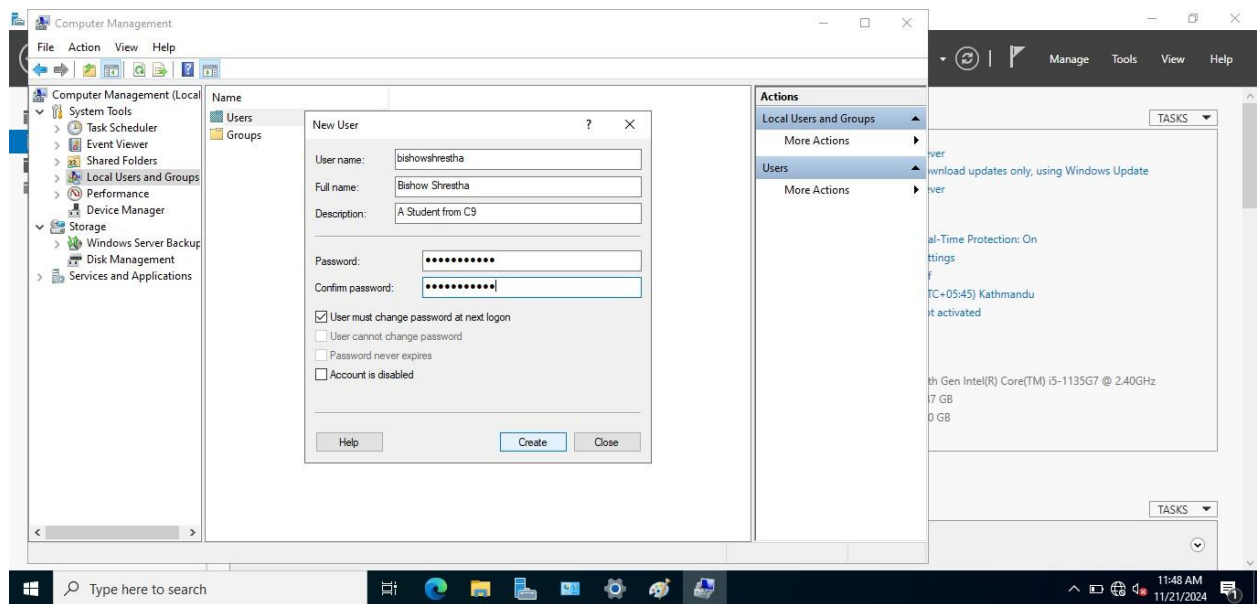 Computer Management
File Action View Help
Manage Tools View Help
Computer Management (Local
System Tools
Task Scheduler
Event Viewer
Shared Folders
Local Users and Groups
Performance
Device Manager
Storage
Windows Server Backup
Disk Management
Services and Applications
Name
Users
Groups
New User
User name: bishowshrestha
Full name: Bishow Shrestha
Description: A Student from C9
Password:
Confirm password:
User must change password at next logon
User cannot change password
Password never expires
Account is disabled
Help Create Close
Actions
Local Users and Groups
More Actions
Users
More Actions
TASKS
ever
ownload updates only, using Windows Update
ever
al-Time Protection: On
ttings
f
TC+05:45) Kathmandu
ot activated
th Gen Intel(R) Core(TM) i5-1135G7 @ 2.40GHz
37 GB
0 GB
TASKS
Type here to search
11:48 AM
11/21/2024